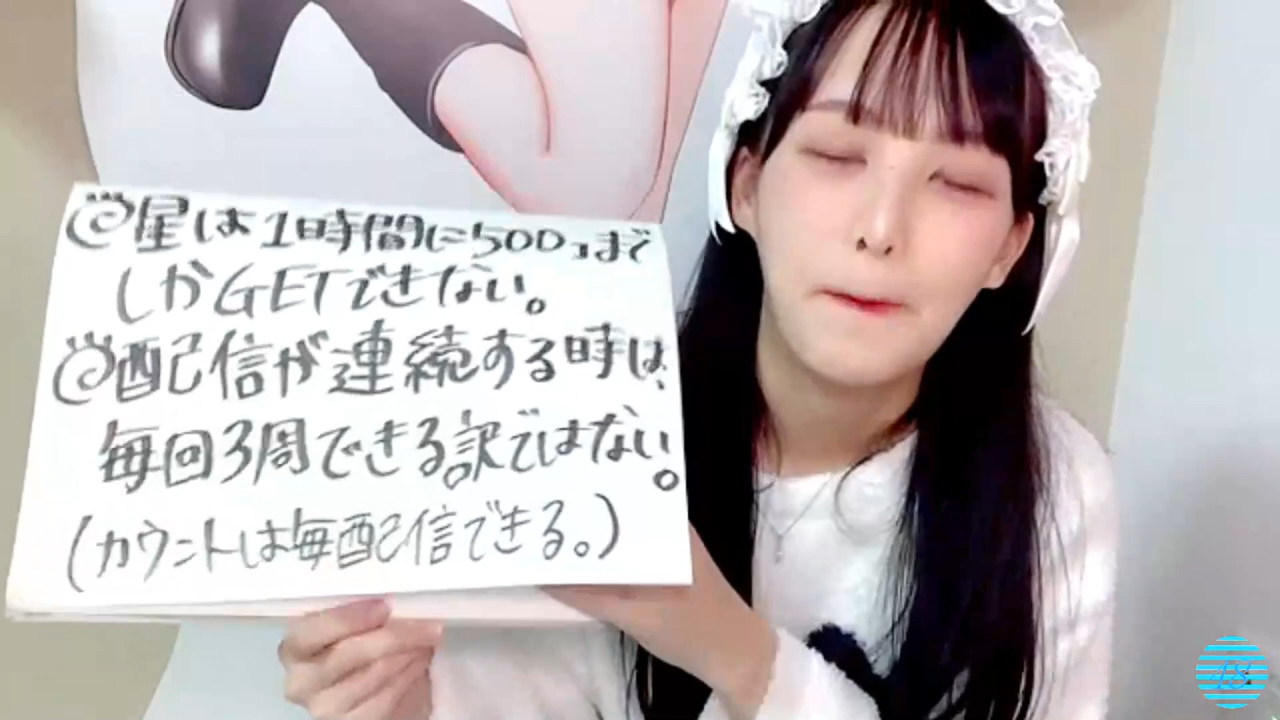 @星は1時間に500コまで
しかGETできない。
@配信が連続する時は、
毎回3周できる訳ではない。
(カウントは毎配信できる。)
48